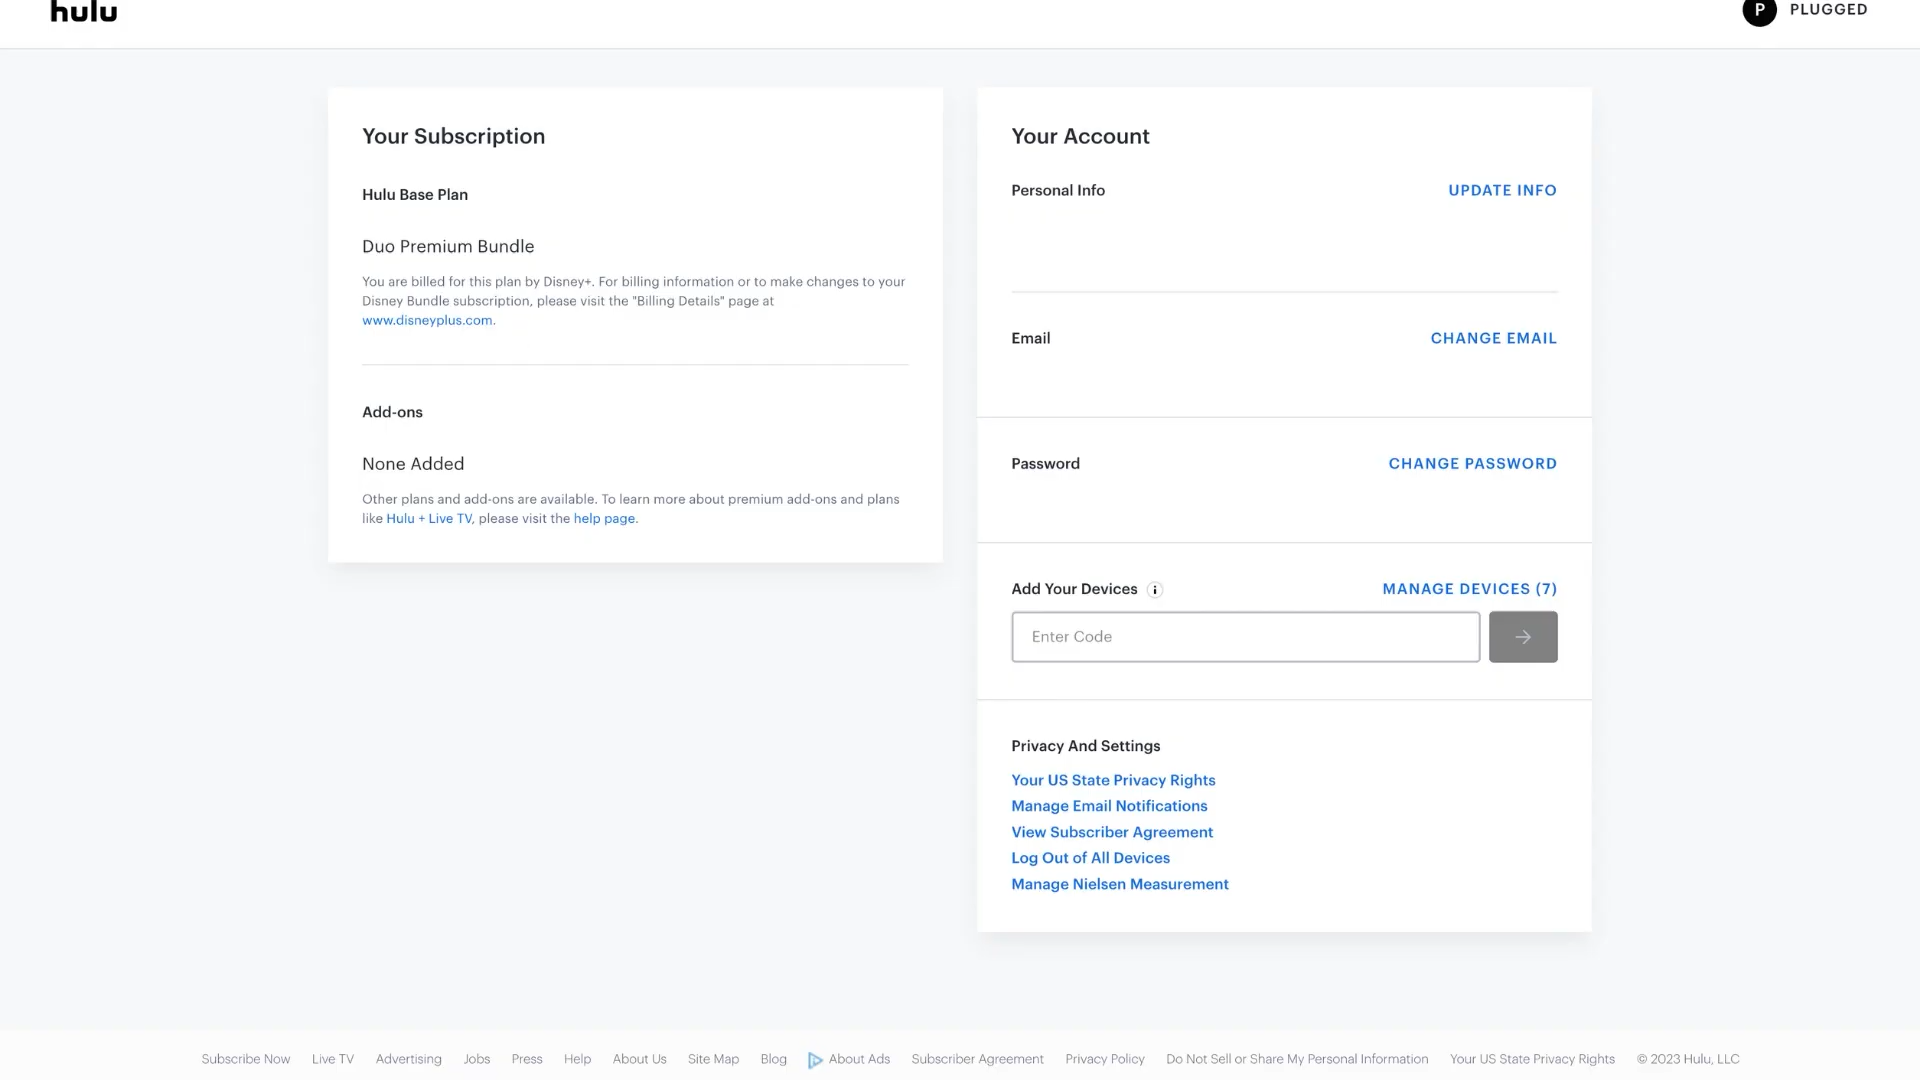 hulu
P PLUGGED
Your Subscription
Hulu Base Plan
Duo Premium Bundle
You are billed for this plan by Disney+. For billing information or to make changes to your
Disney Bundle subscription, please visit the "Billing Details" page at
www.disneyplus.com.
Add-ons
None Added
Other plans and add-ons are available. To learn more about premium add-ons and plans
like Hulu + Live TV, please visit the help page.
Your Account
Personal Info UPDATE INFO
Email CHANGE EMAIL
Password CHANGE PASSWORD
Add Your Devices i MANAGE DEVICES (7)
Enter Code
Privacy And Settings
Your US State Privacy Rights
Manage Email Notifications
View Subscriber Agreement
Log Out of All Devices
Manage Nielsen Measurement
Subscribe Now Live TV Advertising Jobs Press Help About Us Site Map Blog About Ads Subscriber Agreement Privacy Policy Do Not Sell or Share My Personal Information Your US State Privacy Rights © 2023 Hulu, LLC